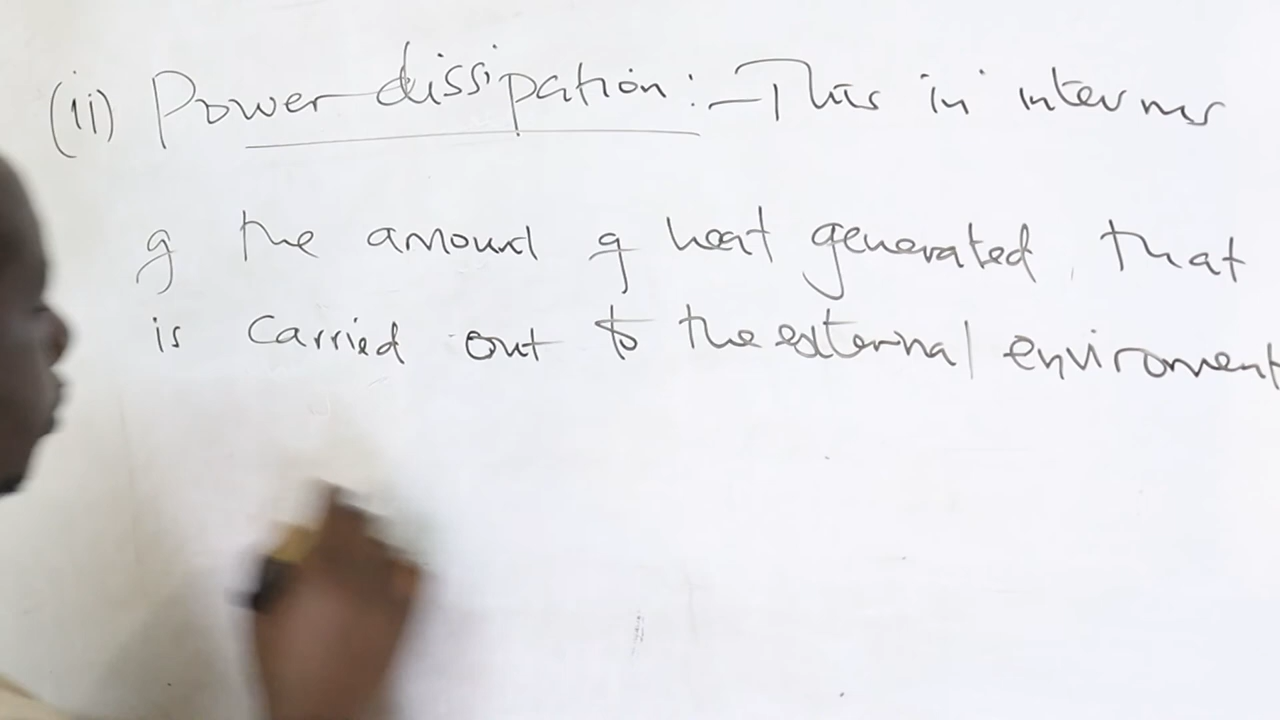 (ii) Power dissipation :- This in interms
of the amount of heat generated, that
is carried out to the external enviroment